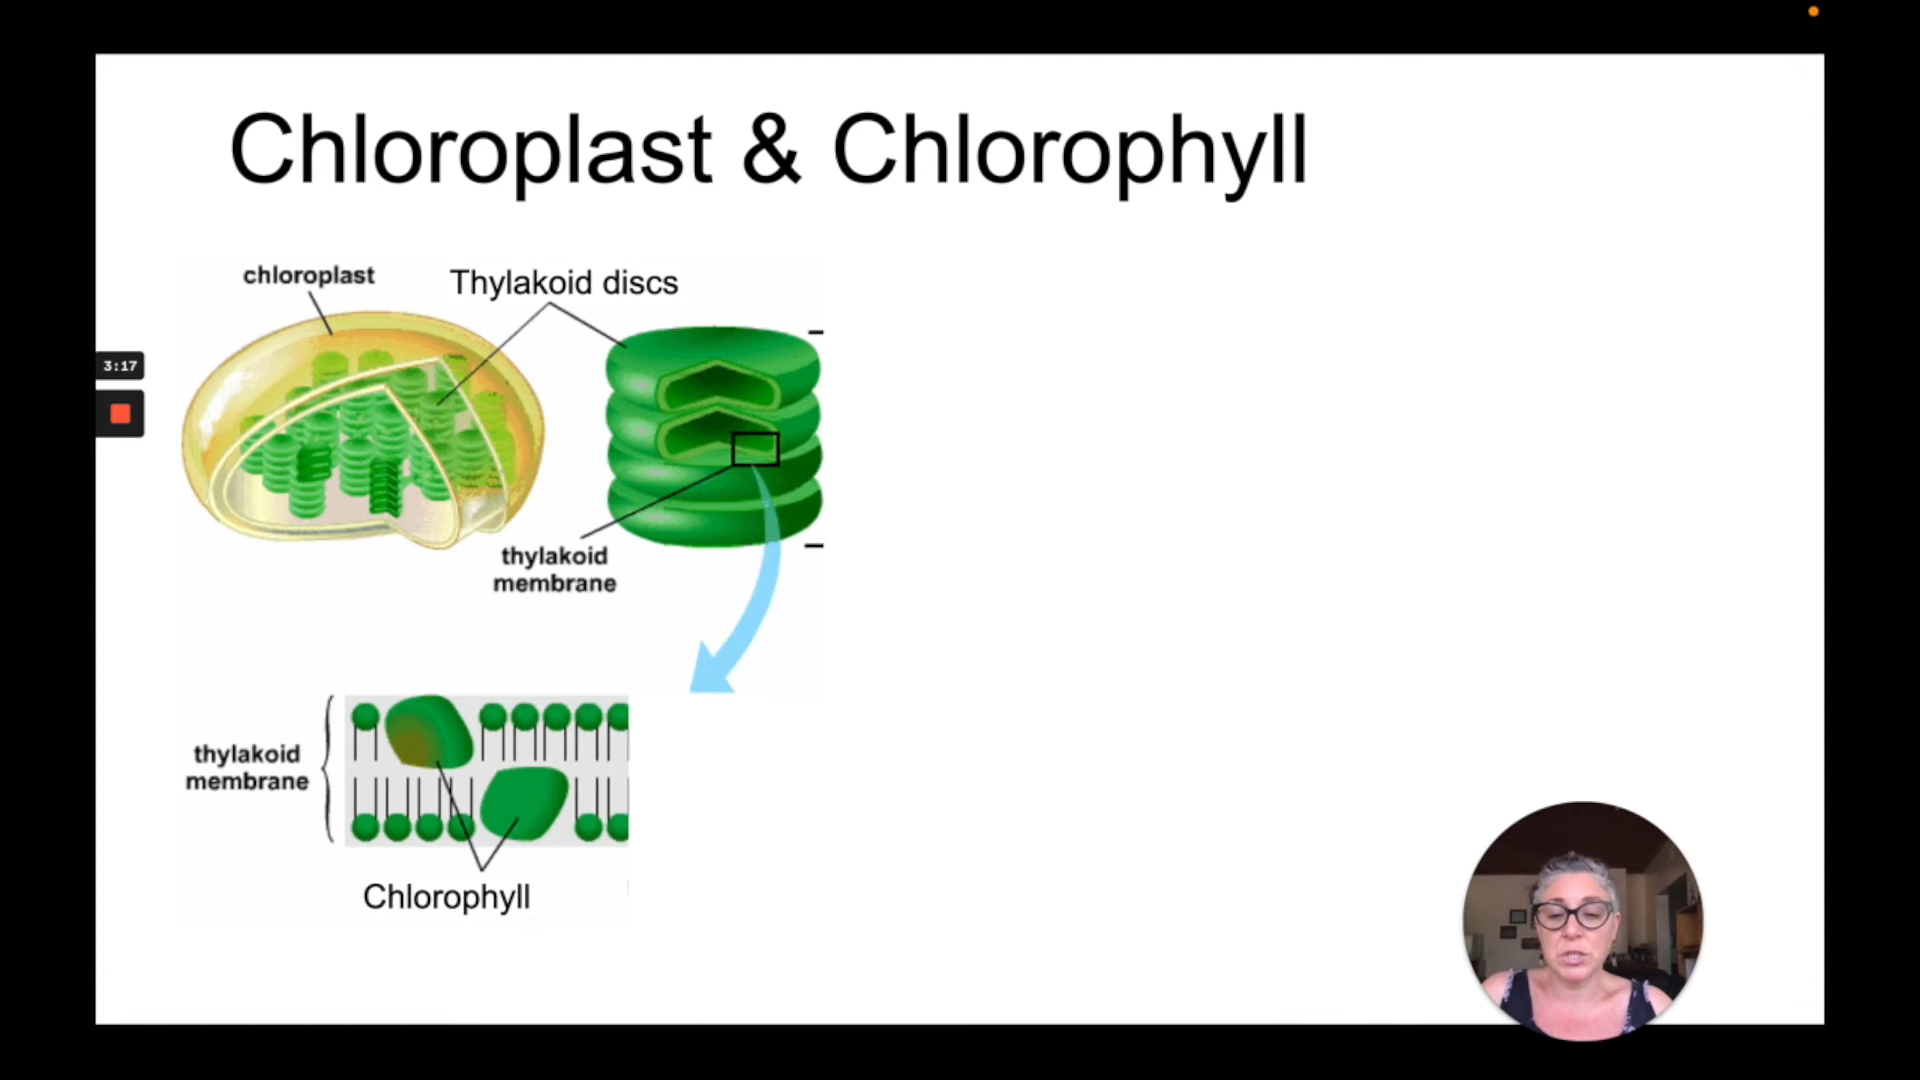 Chloroplast & Chlorophyll
chloroplast
Thylakoid discs
3:17
thylakoid
membrane
thylakoid
membrane
Chlorophyll